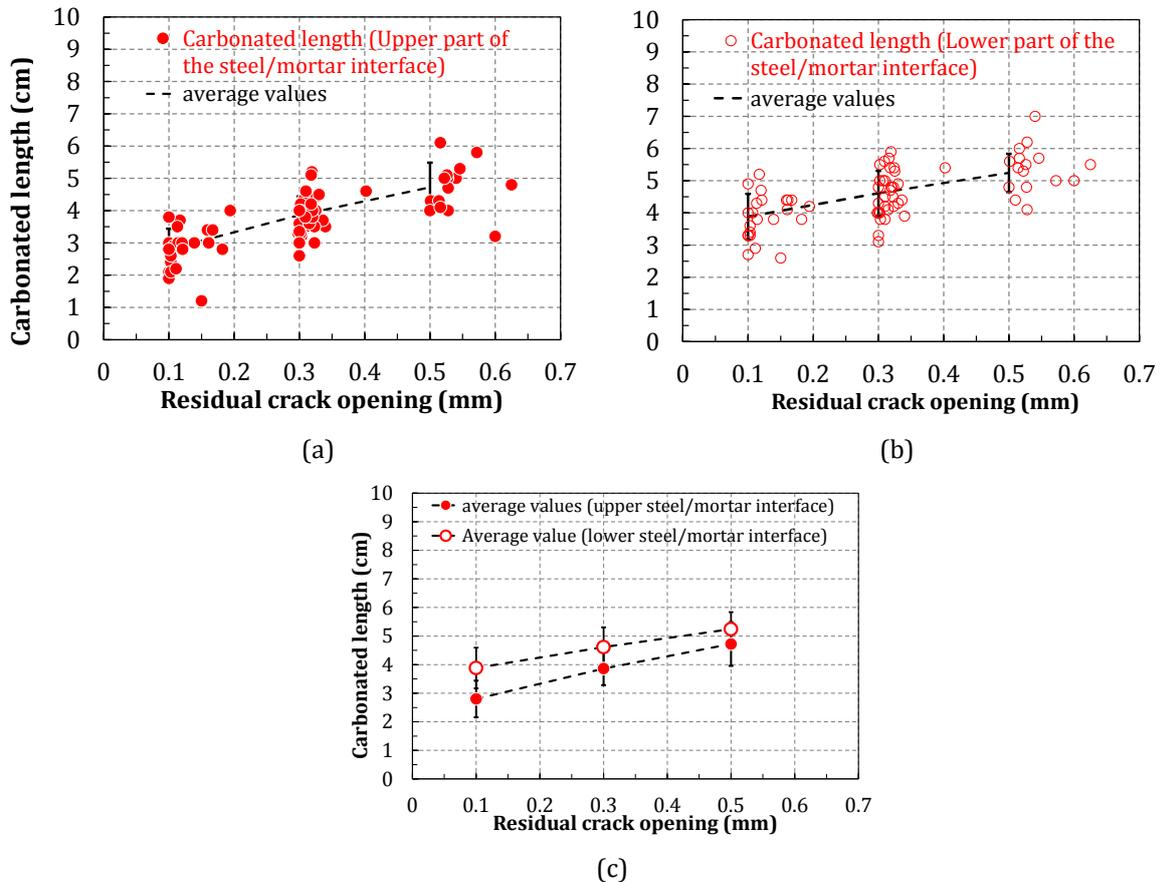 Carbonated length (cm)
10
9
8
7
6
5
4
3
2
1
0
Carbonated length (Upper part of
the steel/mortar interface)
average values
0 0.1 0.2 0.3 0.4 0.5 0.6 0.7
Residual crack opening (mm)
(a)
10
9
8
7
6
5
4
3
2
1
0
Carbonated length (Lower part of the
steel/mortar interface)
average values
0 0.1 0.2 0.3 0.4 0.5 0.6 0.7
Residual crack opening (mm)
(b)
Carbonated length (cm)
10
9
8
7
6
5
4
3
2
1
0
average values (upper steel/mortar interface)
Average value (lower steel/mortar interface)
0 0.1 0.2 0.3 0.4 0.5 0.6 0.7
Residual crack opening (mm)
(c)